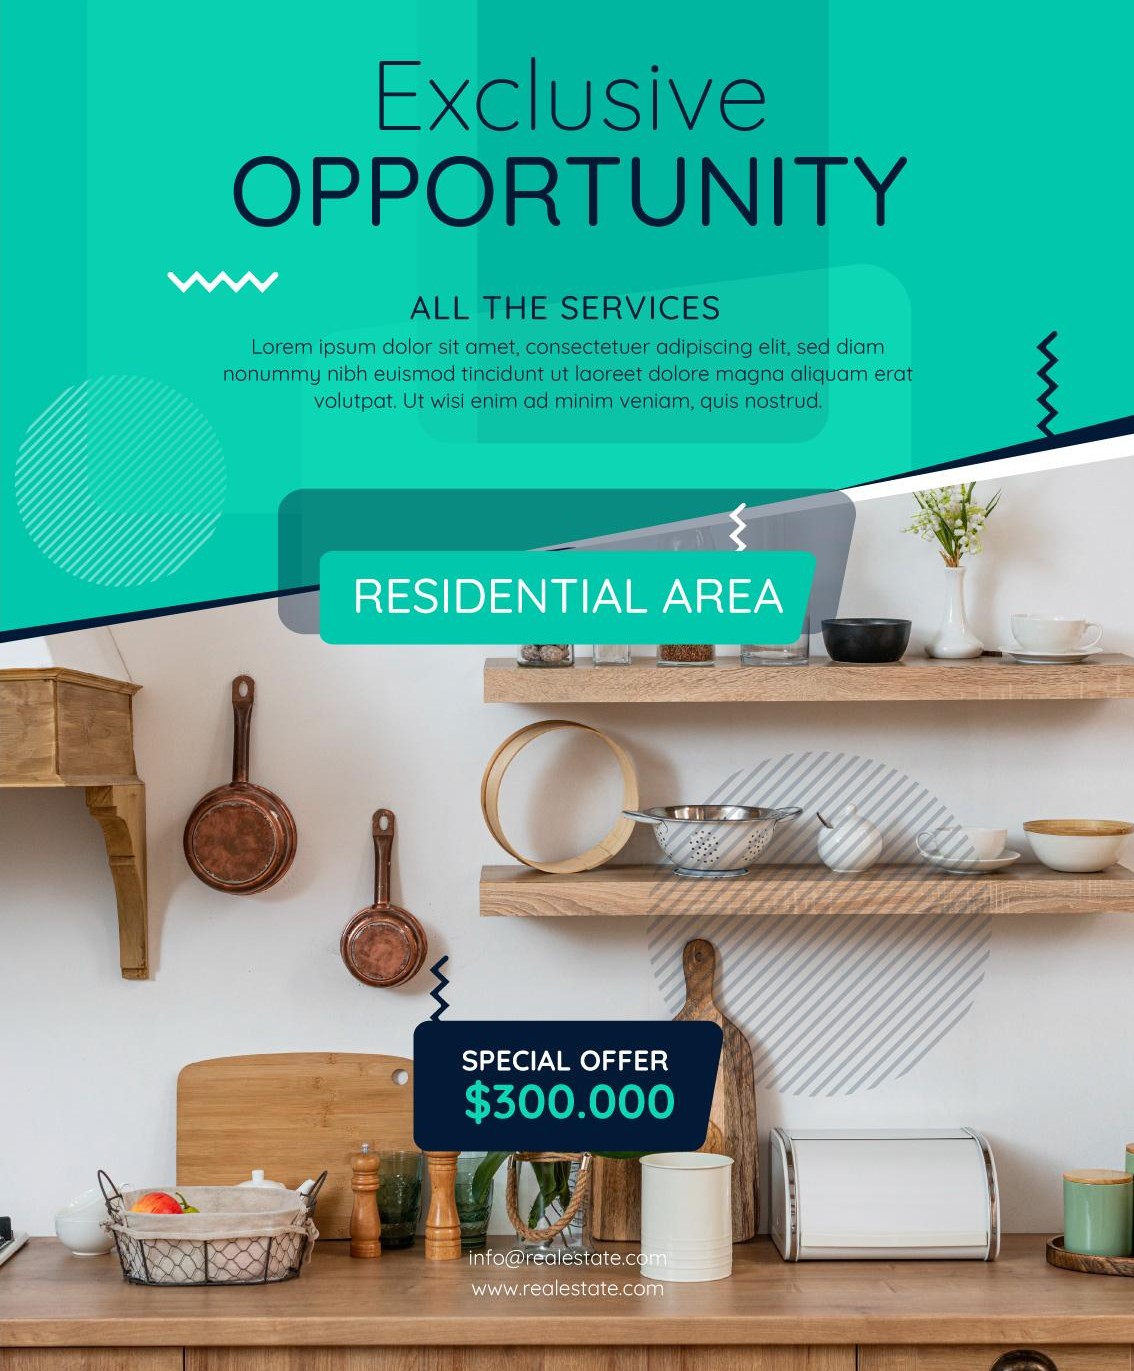 Exclusive
OPPORTUNITY
ALL THE SERVICES
Lorem ipsum dolor sit amet, consectetuer adipiscing elit, sed diam
nonummy nibh euismod tincidunt ut laoreet dolore magna aliquam erat
volutpat. Ut wisi enim ad minim veniam, quis nostrud.
RESIDENTIAL AREA
SPECIAL OFFER
$300.000
info@realestate.com
www.realestate.com